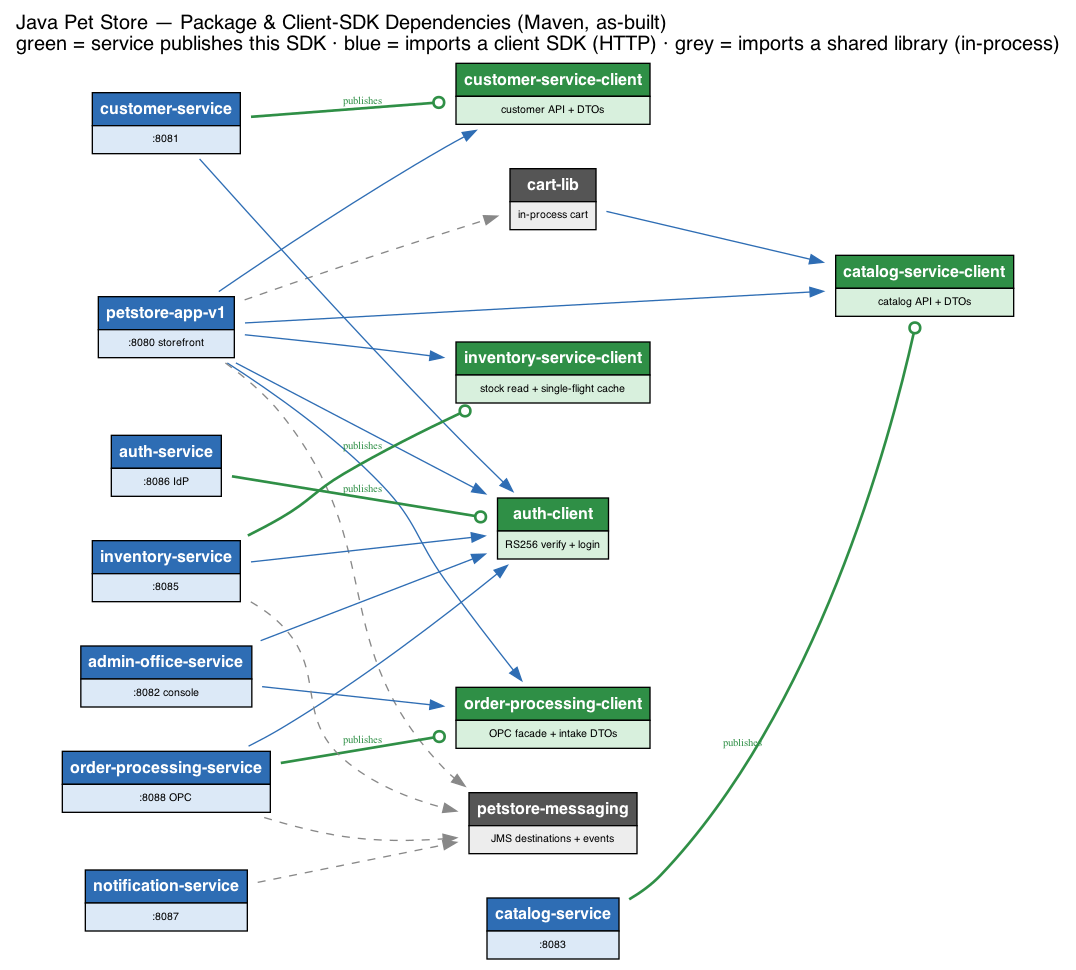 Java Pet Store — Package & Client-SDK Dependencies (Maven, as-built)
green = service publishes this SDK · blue = imports a client SDK (HTTP) · grey = imports a shared library (in-process)
customer-service-client
customer API + DTOs
customer-service
:8081
publishes
cart-lib
in-process cart
catalog-service-client
catalog API + DTOs
petstore-app-v1
:8080 storefront
inventory-service-client
stock read + single-flight cache
auth-service
:8086 IdP
publishes
publishes
auth-client
RS256 verify + login
inventory-service
:8085
admin-office-service
:8082 console
order-processing-client
OPC facade + intake DTOs
publishes
publishes
order-processing-service
:8088 OPC
petstore-messaging
JMS destinations + events
notification-service
:8087
catalog-service
:8083